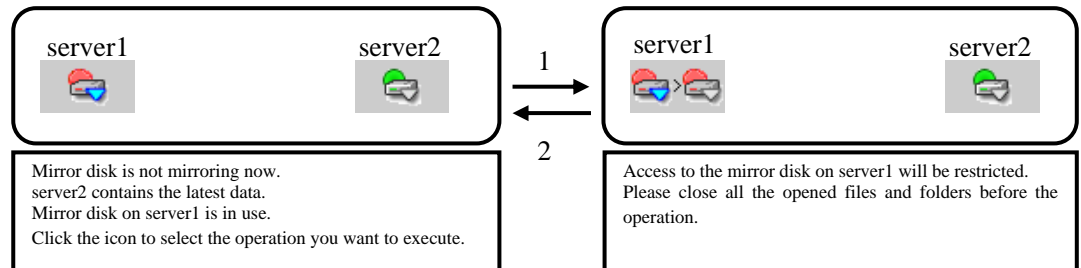 server1
server2
1
2
server1
>
server2
Mirror disk is not mirroring now.
server2 contains the latest data.
Mirror disk on server1 is in use.
Click the icon to select the operation you want to execute.
Access to the mirror disk on server1 will be restricted.
Please close all the opened files and folders before the
operation.